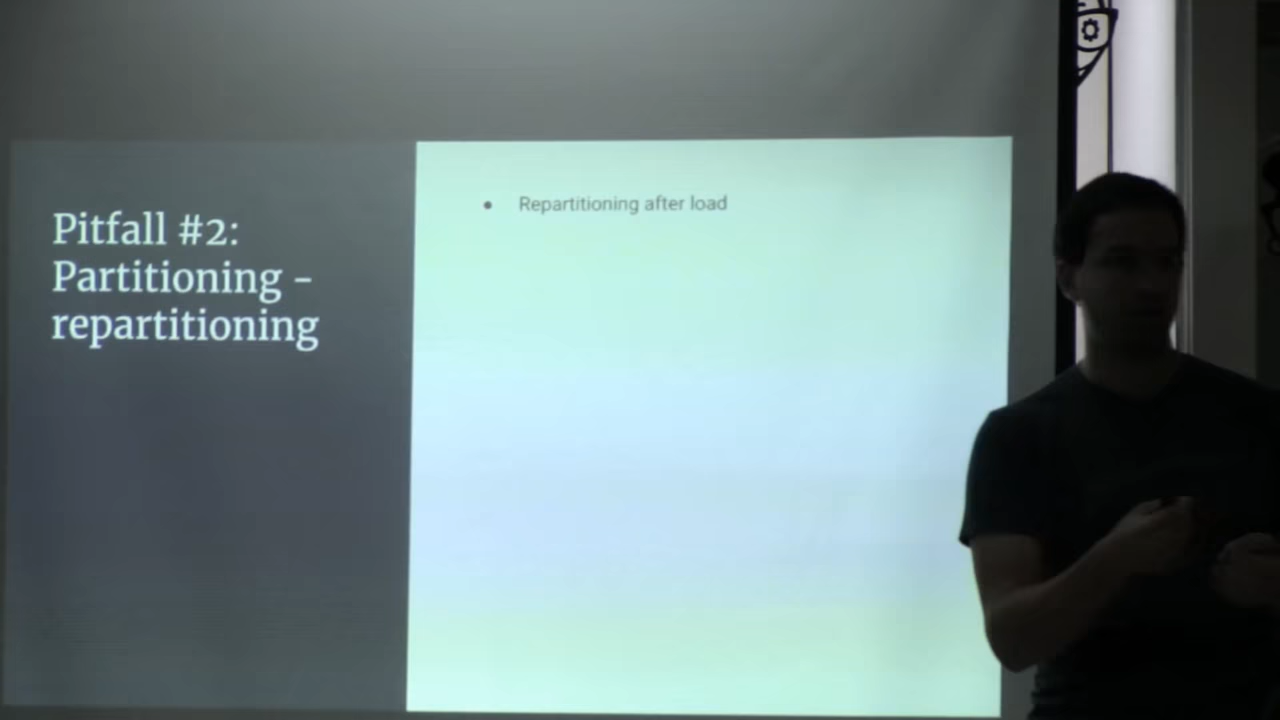 Pitfall #2:
Partitioning -
repartitioning
● Repartitioning after load